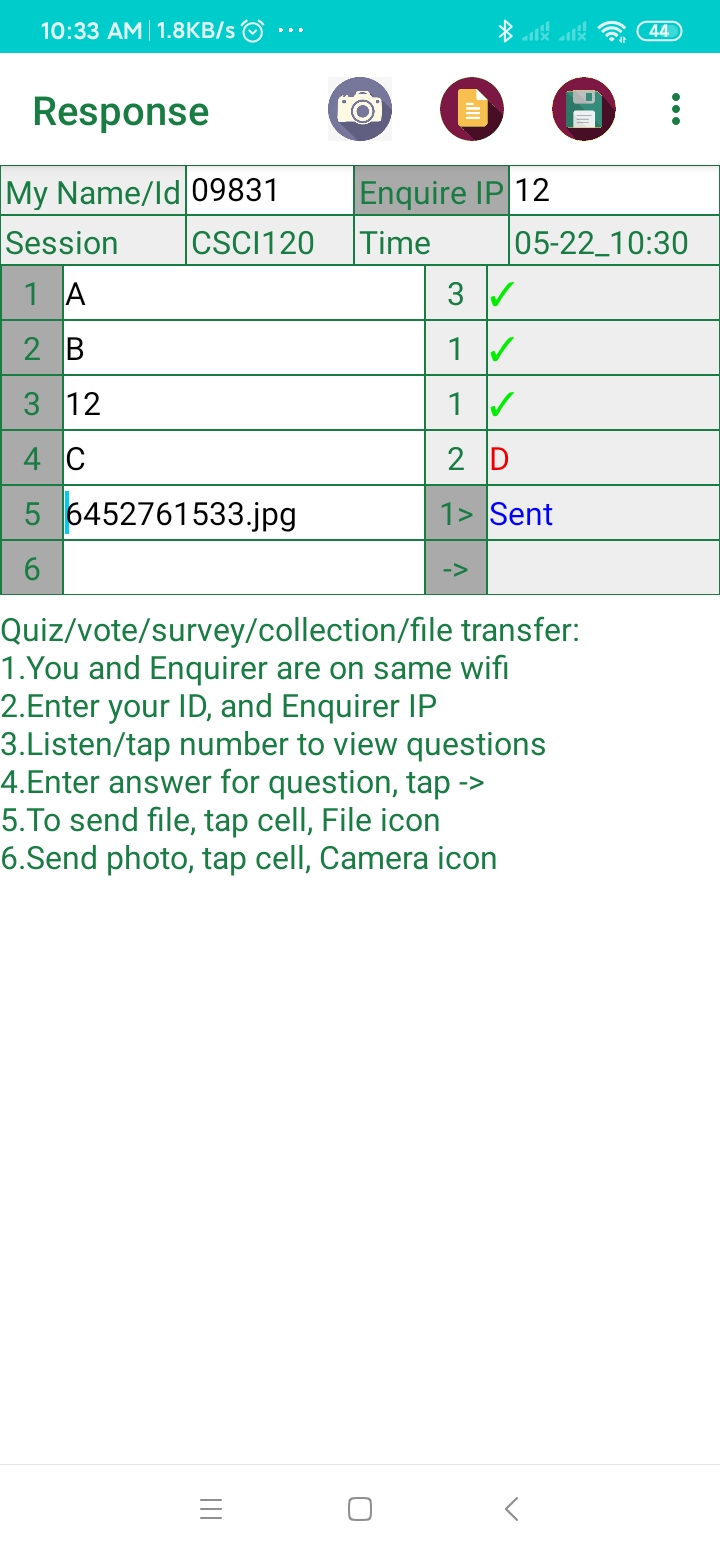 10:33 AM | 1.8KB/s ... 44
Response
My Name/Id 09831 Enquire IP 12
Session CSCI120 Time 05-22_10:30
1 A 3 ✓
2 B 1 ✓
3 12 1 ✓
4 C 2 D
5 6452761533.jpg 1> Sent
6 ->
Quiz/vote/survey/collection/file transfer:
1.You and Enquirer are on same wifi
2.Enter your ID, and Enquirer IP
3.Listen/tap number to view questions
4.Enter answer for question, tap ->
5.To send file, tap cell, File icon
6.Send photo, tap cell, Camera icon